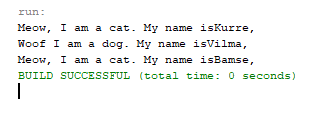 run:
Meow, I am a cat. My name isKurre,
Woof I am a dog. My name isVilma,
Meow, I am a cat. My name isBamse,
BUILD SUCCESSFUL (total time: 0 seconds)